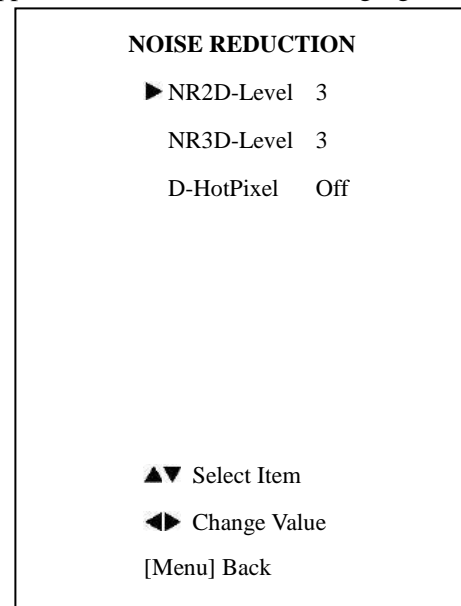 NOISE REDUCTION
▶NR2D-Level 3
NR3D-Level 3
D-HotPixel Off
▲▼ Select Item
◀▶ Change Value
[Menu] Back